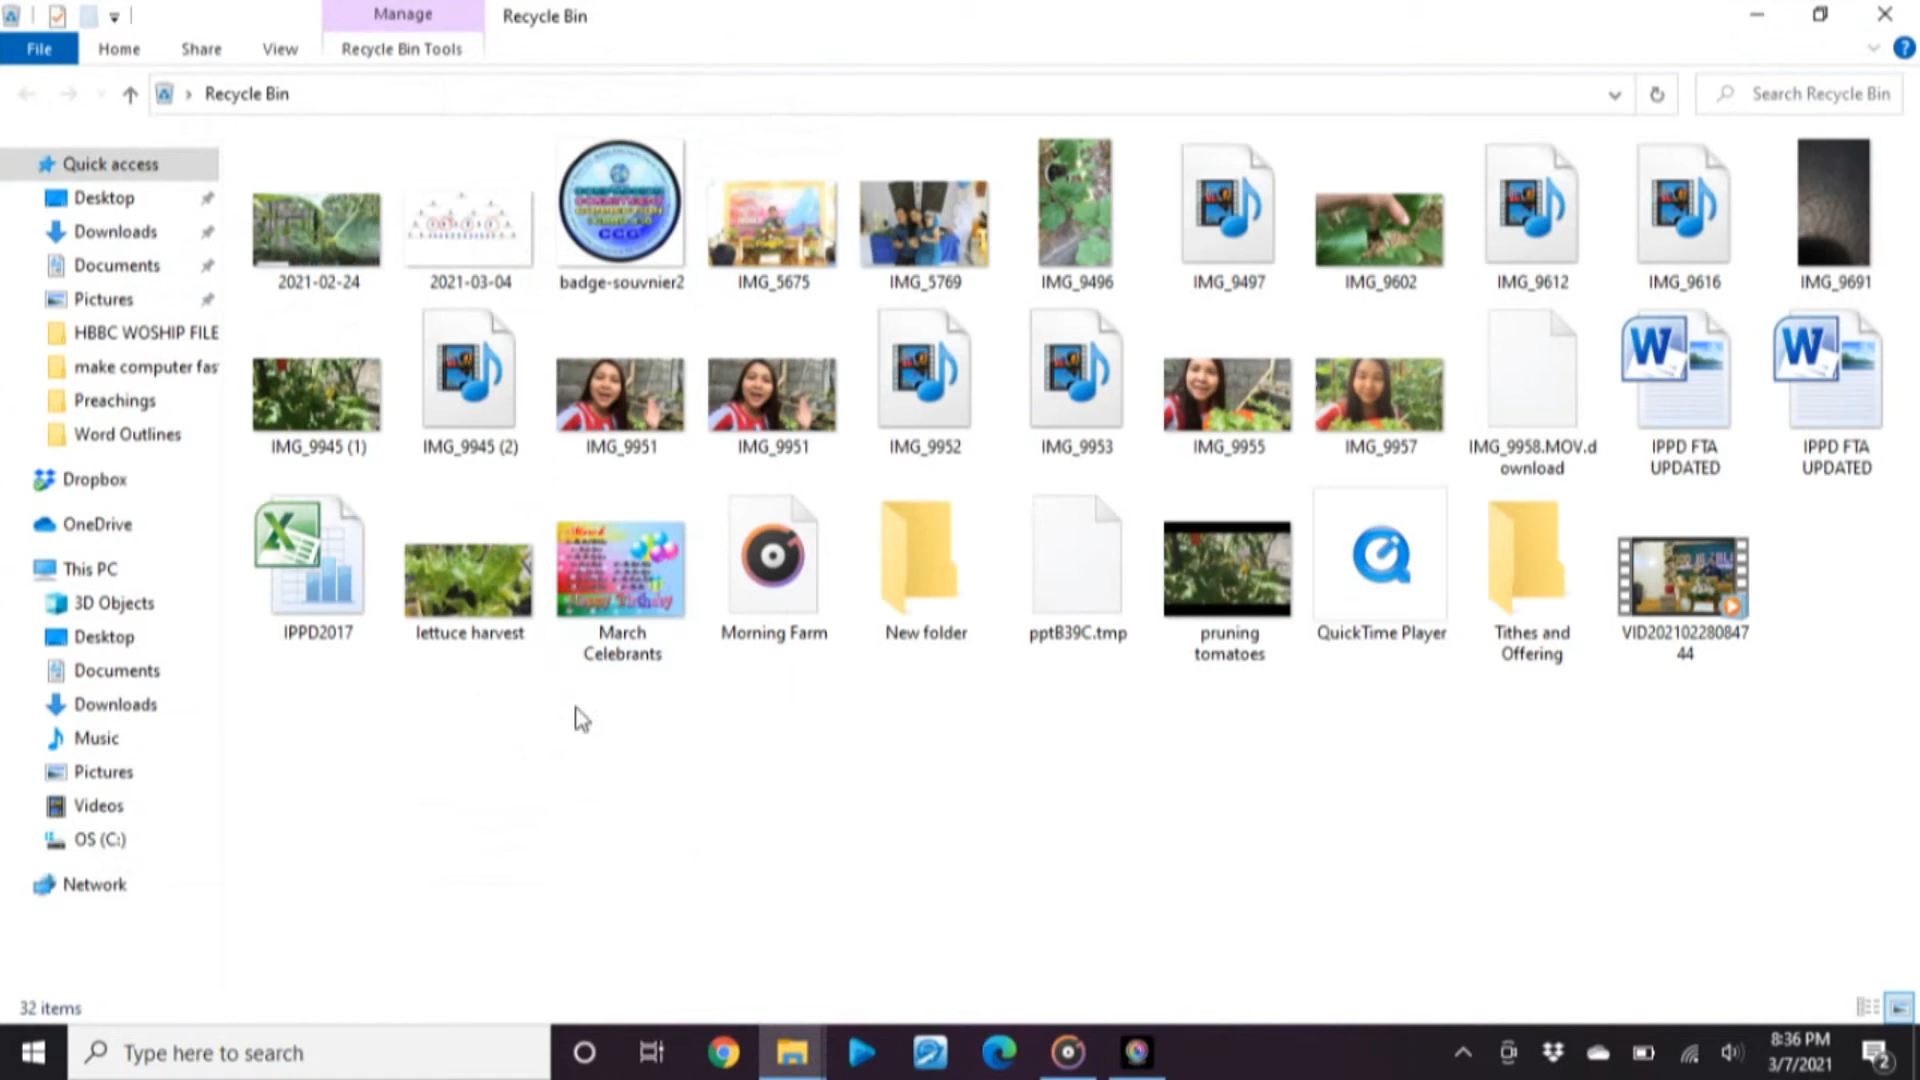 Manage
Recycle Bin
File
Home
Share
View
Recycle Bin Tools
Recycle Bin
Search Recycle Bin
Quick access
Desktop
Downloads
Documents
Pictures
HBBC WOSHIP FILE
make computer fas
Preachings
Word Outlines
Dropbox
OneDrive
This PC
3D Objects
Desktop
Documents
Downloads
Music
Pictures
Videos
OS (C:)
Network
2021-02-24
2021-03-04
CCG
badge-souvnier2
IMG_5675
IMG_5769
IMG_9496
IMG_9497
IMG_9602
IMG_9612
IMG_9616
IMG_9691
IMG_9945 (1)
IMG_9945 (2)
IMG_9951
IMG_9951
IMG_9952
IMG_9953
IMG_9955
IMG_9957
IMG_9958.MOV.d
ownload
IPPD FTA
UPDATED
IPPD FTA
UPDATED
IPPD2017
lettuce harvest
March
Celebrants
Morning Farm
New folder
pptB39C.tmp
pruning
tomatoes
QuickTime Player
Tithes and
Offering
VID202102280847
44
32 items
Type here to search
8:36 PM
3/7/2021
2